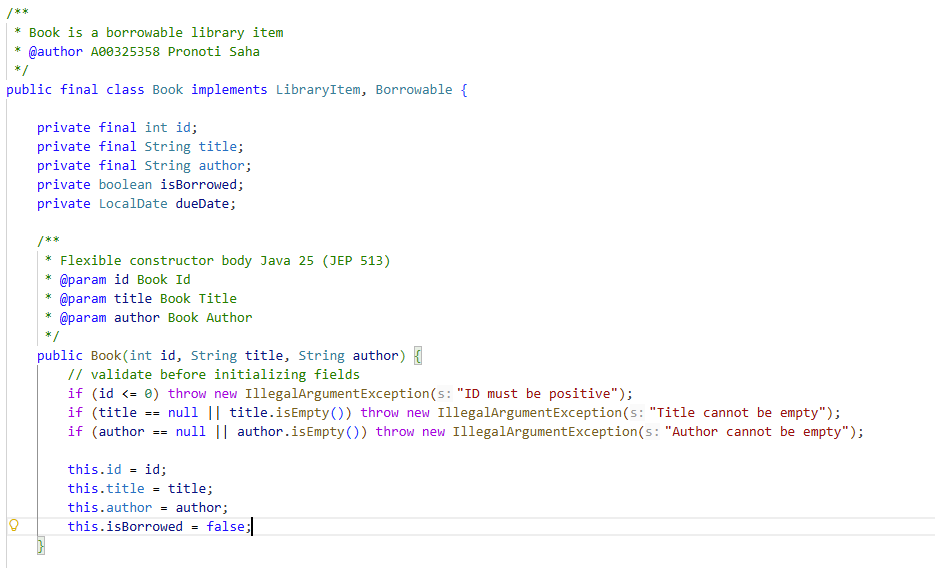 /**
 * Book is a borrowable library item
 * @author A00325358 Pronoti Saha
 */
public final class Book implements LibraryItem, Borrowable {
    private final int id;
    private final String title;
    private final String author;
    private boolean isBorrowed;
    private LocalDate dueDate;
    /**
     * Flexible constructor body Java 25 (JEP 513)
     * @param id Book Id
     * @param title Book Title
     * @param author Book Author
     */
    public Book(int id, String title, String author) {
        // validate before initializing fields
        if (id <= 0) throw new IllegalArgumentException(s: "ID must be positive");
        if (title == null || title.isEmpty()) throw new IllegalArgumentException(s: "Title cannot be empty");
        if (author == null || author.isEmpty()) throw new IllegalArgumentException(s: "Author cannot be empty");
        this.id = id;
        this.title = title;
        this.author = author;
        this.isBorrowed = false;
    }